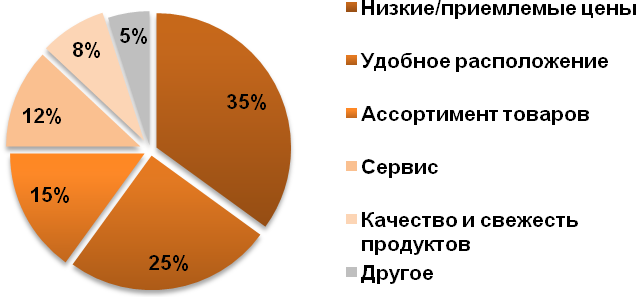 35%
25%
15%
12%
8%
5%
Низкие/приемлемые цены
Удобное расположение
Ассортимент товаров
Сервис
Качество и свежесть
продуктов
Другое